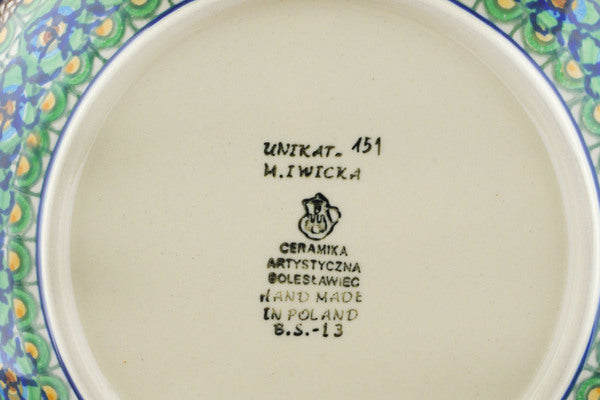 UNIKAT- 151
M. IWICKA
CERAMIKA
ARTYSTYCZNA
BOLESŁAWIEC
HAND MADE
IN POLAND
B.S.-13